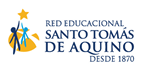 RED EDUCACIONAL
SANTO TOMÁS
DE AQUINO
DESDE 1870